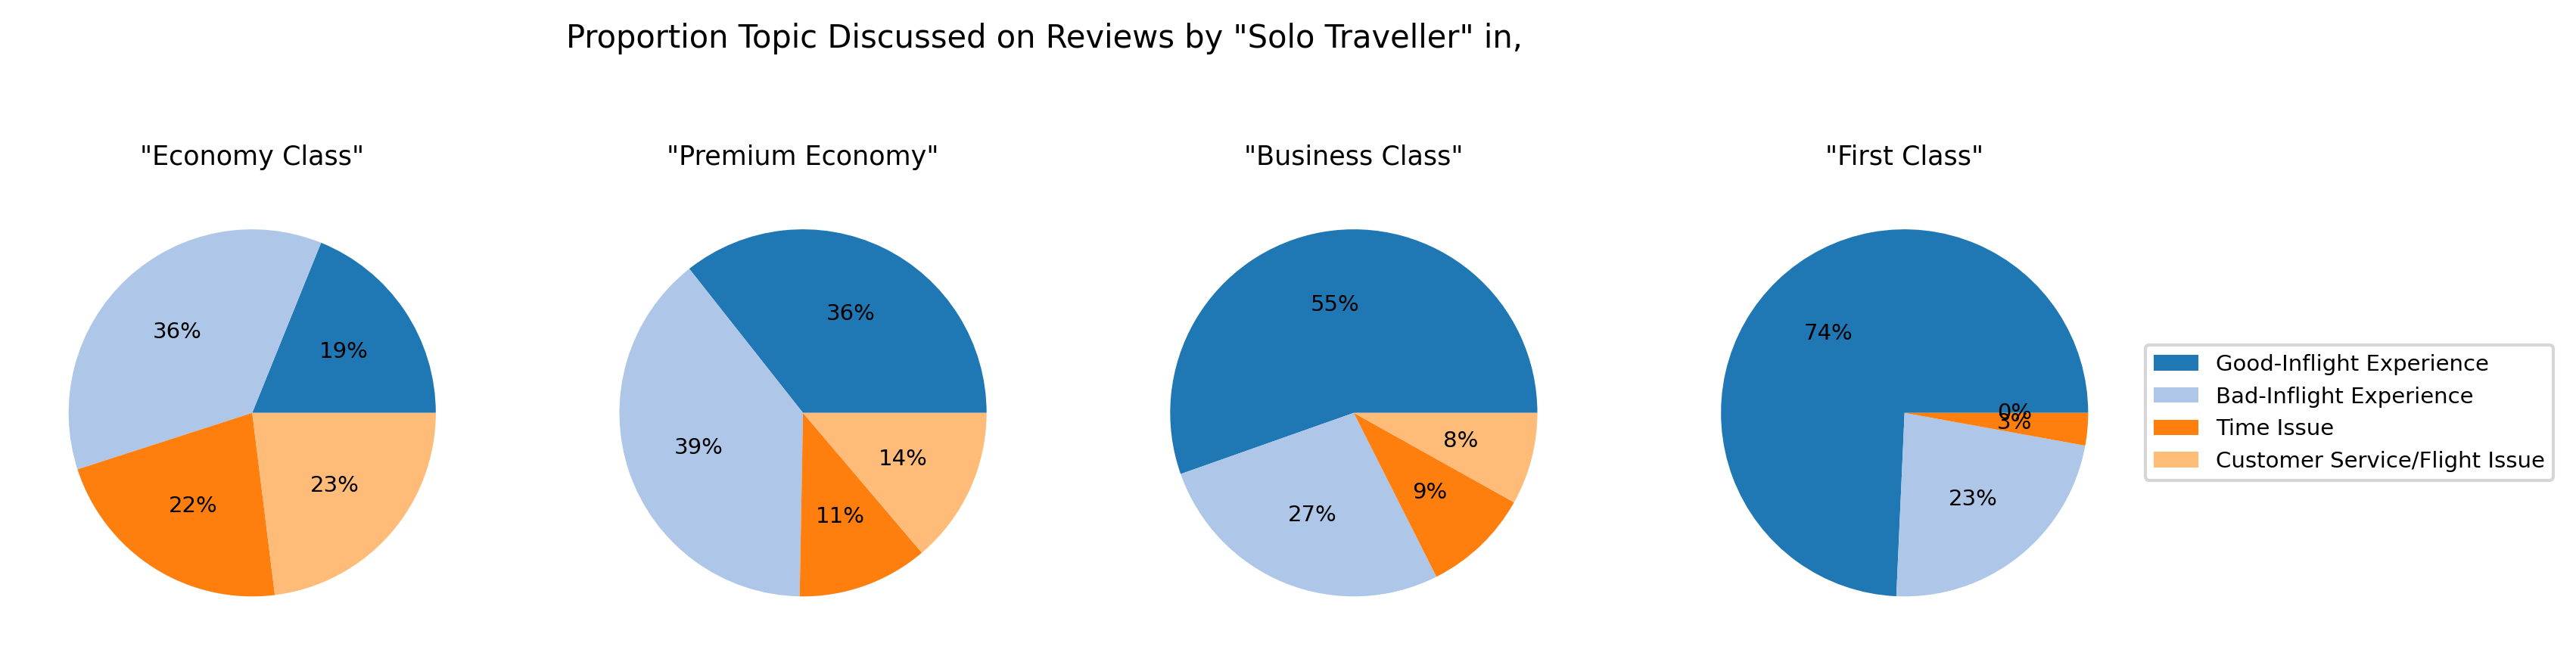 Proportion Topic Discussed on Reviews by "Solo Traveller" in,
"Economy Class"
36%
19%
22%
23%
"Premium Economy"
36%
39%
11%
14%
"Business Class"
55%
27%
9%
8%
"First Class"
74%
0%
3%
23%
Good-Inflight Experience
Bad-Inflight Experience
Time Issue
Customer Service/Flight Issue